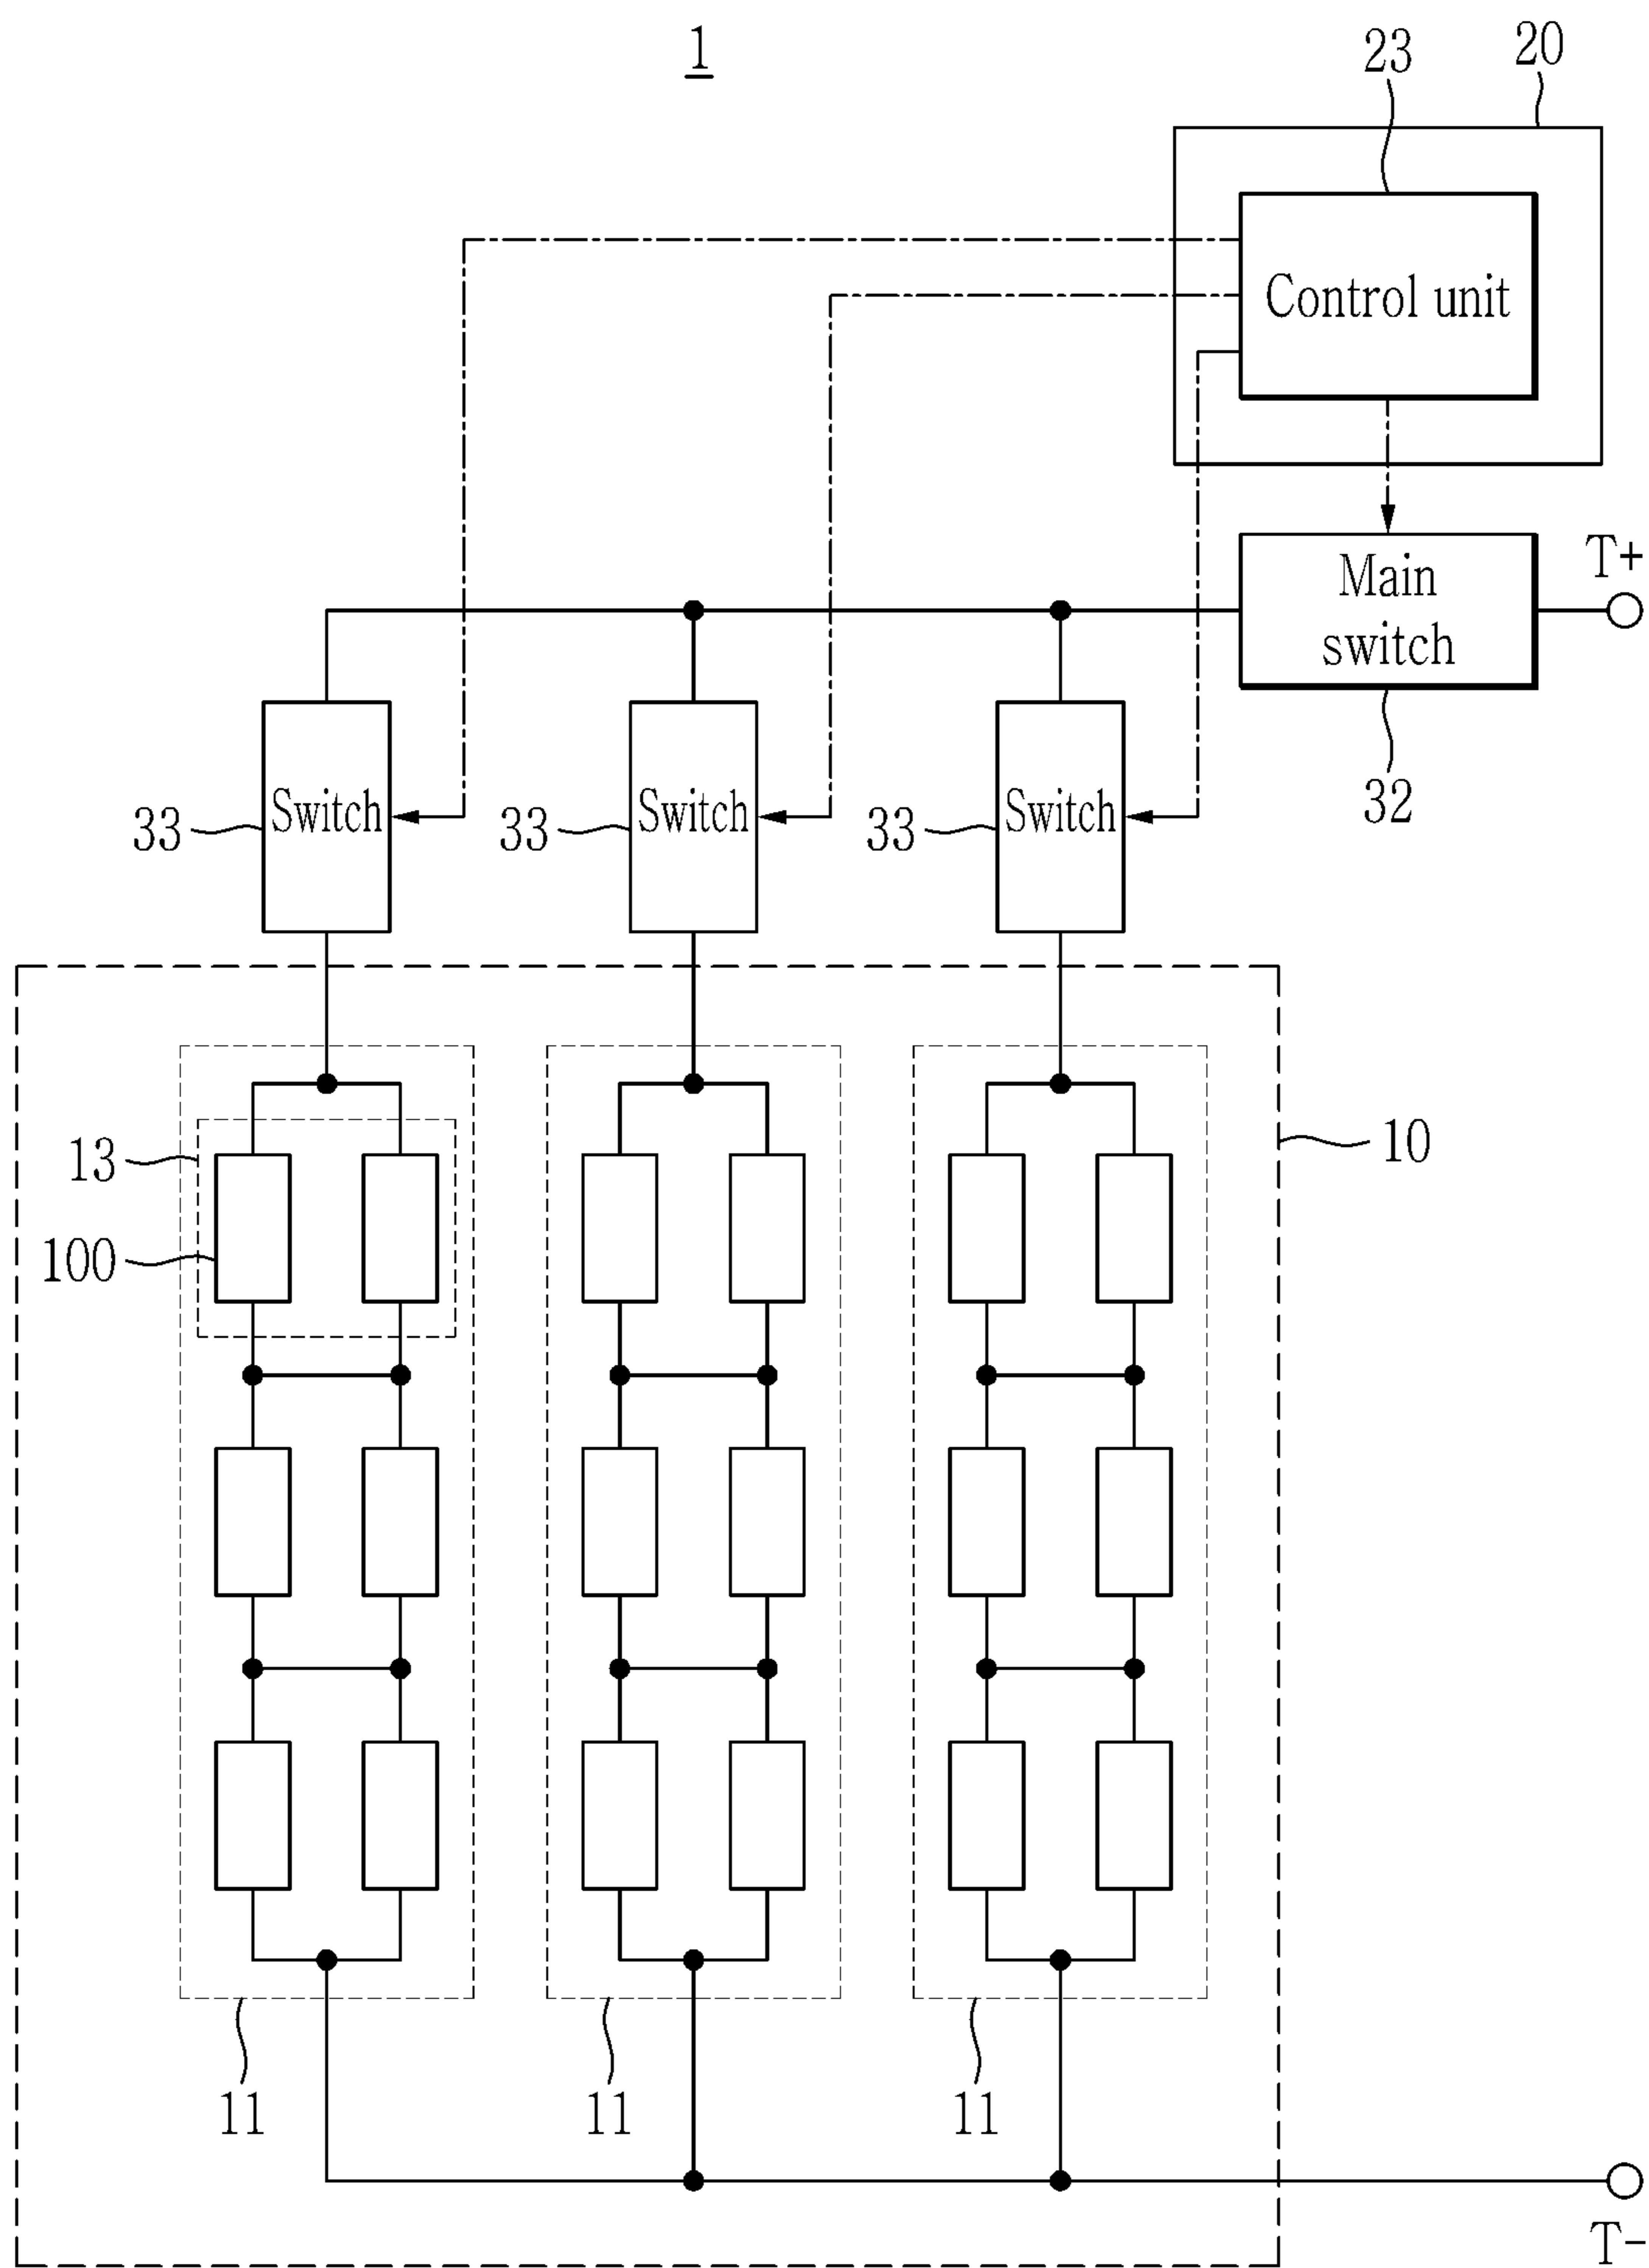 1
23
20
Control unit
T+
Main
switch
32
33
Switch
33
Switch
33
Switch
13
100
10
11
11
11
T-